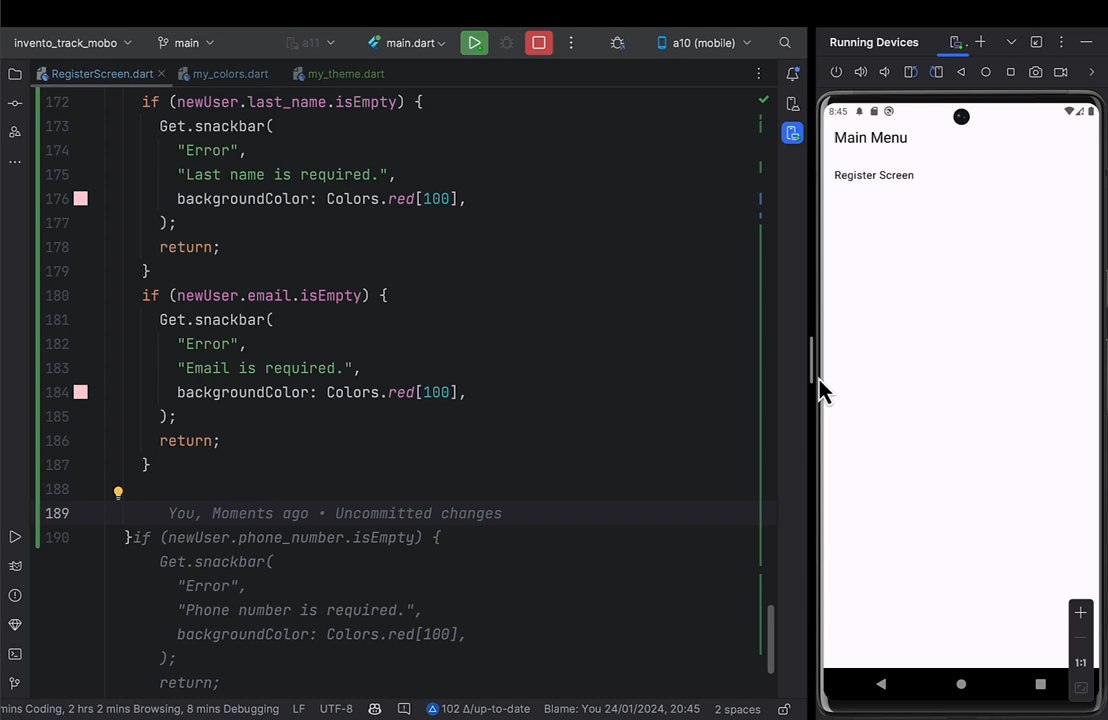 invento_track_mobo
main
a11
main.dart
a10 (mobile)
Running Devices
RegisterScreen.dart
my_colors.dart
my_theme.dart
172 if (newUser.last_name.isEmpty) {
173 Get.snackbar(
174 "Error",
175 "Last name is required.",
176 backgroundColor: Colors.red[100],
177 );
178 return;
179 }
180 if (newUser.email.isEmpty) {
181 Get.snackbar(
182 "Error",
183 "Email is required.",
184 backgroundColor: Colors.red[100],
185 );
186 return;
187 }
188
189 You, Moments ago • Uncommitted changes
190 }if (newUser.phone_number.isEmpty) {
Get.snackbar(
"Error",
"Phone number is required.",
backgroundColor: Colors.red[100],
);
return;
8:45
Main Menu
Register Screen
1:1
mins Coding, 2 hrs 2 mins Browsing, 8 mins Debugging
LF
UTF-8
102 Δ/up-to-date
Blame: You 24/01/2024, 20:45
2 spaces